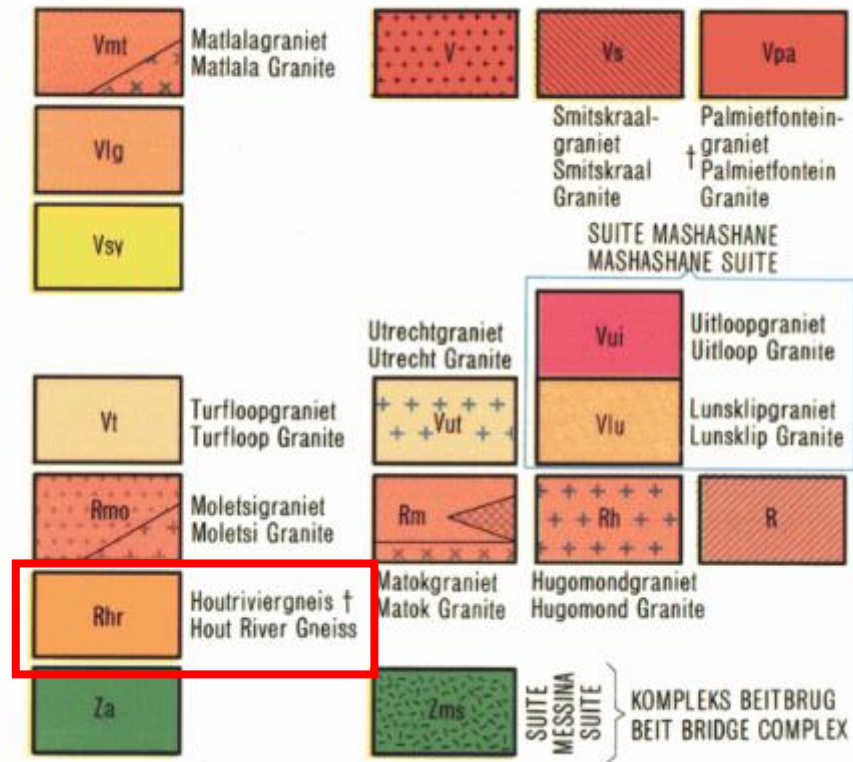 Vmt
Matlalagraniet
Matlala Granite
V
Vs
Vpa
Smitskraal-
graniet
Smitskraal
Granite
†
Palmietfontein-
graniet
Palmietfontein
Granite
Vlg
Vsy
SUITE MASHASHANE
MASHASHANE SUITE
Vui
Uitloopgraniet
Uitloop Granite
Utrechtgraniet
Utrecht Granite
Vt
Turfloopgraniet
Turfloop Granite
Vut
Vlu
Lunsklipgraniet
Lunsklip Granite
Rmo
Moletsigraniet
Moletsi Granite
Rm
Matokgraniet
Matok Granite
Rh
Hugomondgraniet
Hugomond Granite
R
Rhr
Houtriviergneis †
Hout River Gneiss
Za
Zms
SUITE
MESSINA
SUITE
KOMPLEKS BEITBRUG
BEIT BRIDGE COMPLEX